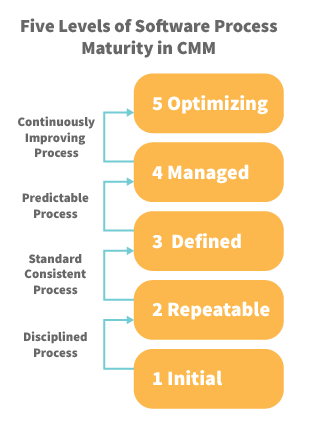 Five Levels of Software Process
Maturity in CMM
5 Optimizing
Continuously
Improving
Process
4 Managed
Predictable
Process
3 Defined
Standard
Consistent
Process
2 Repeatable
Disciplined
Process
1 Initial